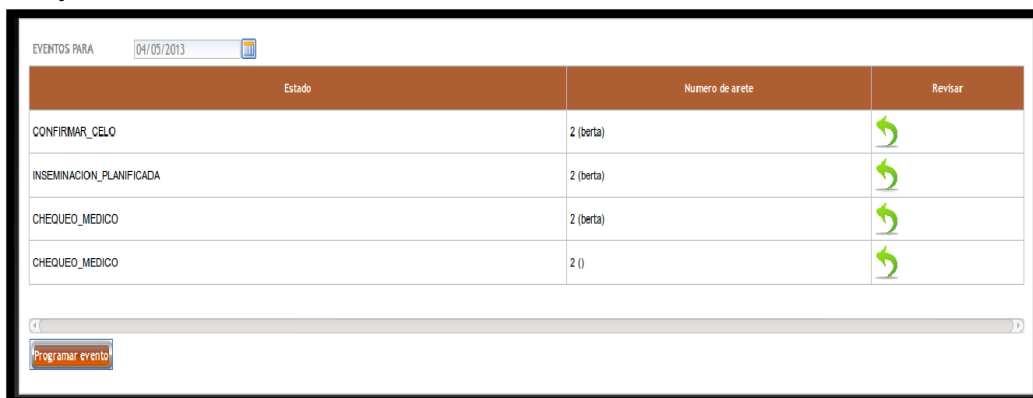 EVENTOS PARA 04/05/2013
Estado Numero de arete Revisar
CONFIRMAR_CELO 2 (berta)
INSEMINACION_PLANIFICADA 2 (berta)
CHEQUEO_MEDICO 2 (berta)
CHEQUEO_MEDICO 2 ()
Programar evento